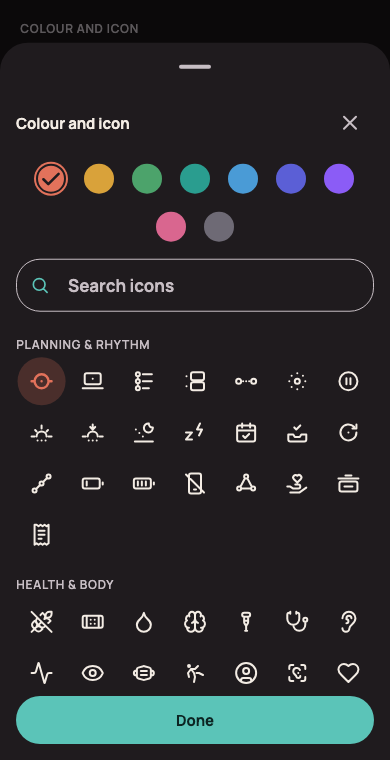 COLOUR AND ICON
Colour and icon
Search icons
PLANNING & RHYTHM
HEALTH & BODY
Done